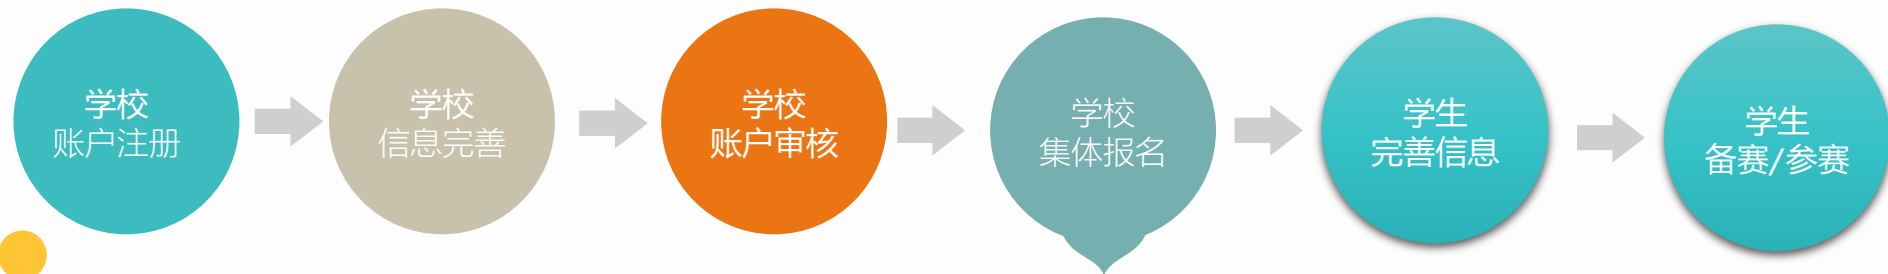 学校
账户注册
学校
信息完善
学校
账户审核
学校
集体报名
学生
完善信息
学生
备赛/参赛